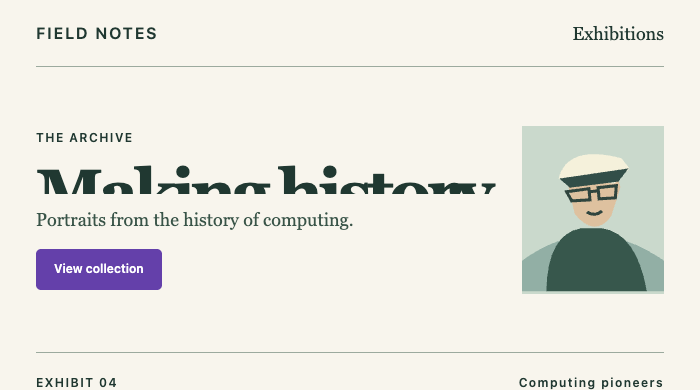 FIELD NOTES
Exhibitions
THE ARCHIVE
Making history
Portraits from the history of computing.
View collection
EXHIBIT 04
Computing pioneers